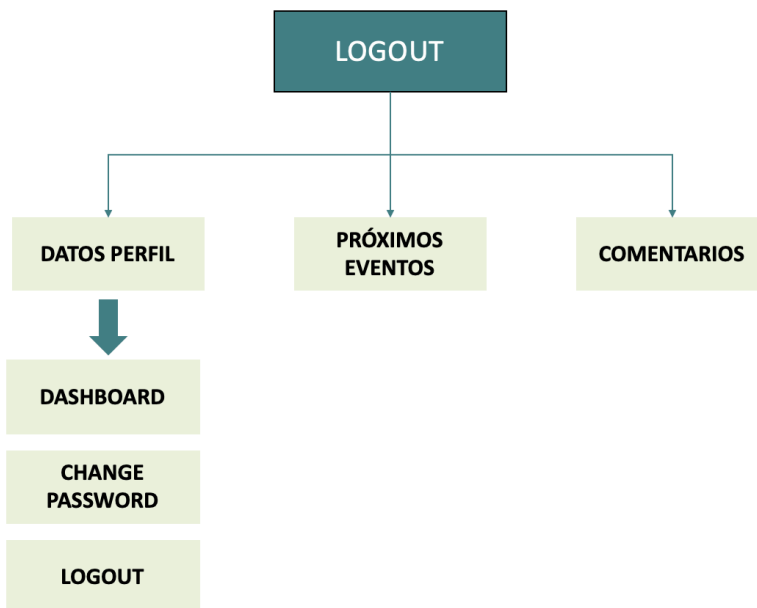 LOGOUT
DATOS PERFIL
PRÓXIMOS
EVENTOS
COMENTARIOS
DASHBOARD
CHANGE
PASSWORD
LOGOUT